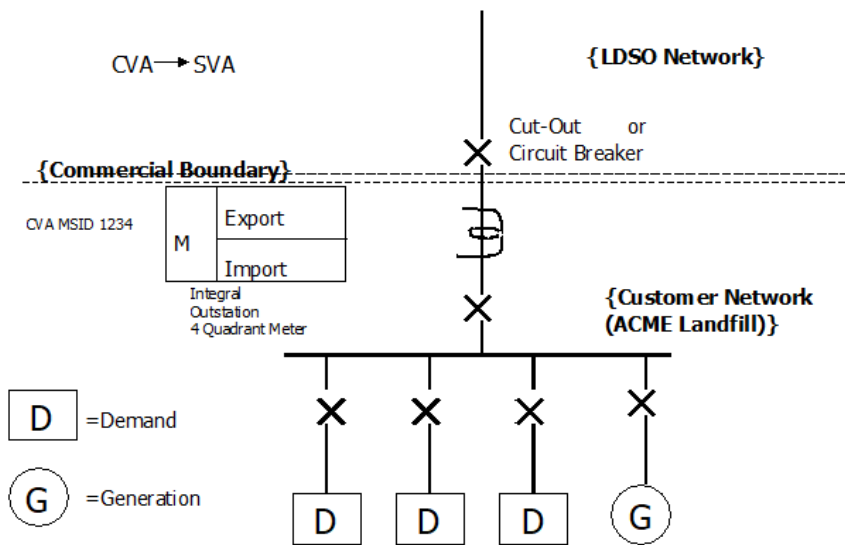 CVA → SVA
{LDSO Network}
Cut-Out or
Circuit Breaker
{Commercial Boundary}
CVA MSID 1234
M
Export
Import
Integral
Outstation
4 Quadrant Meter
{Customer Network
(ACME Landfill)}
D =Demand
G =Generation
D D D G